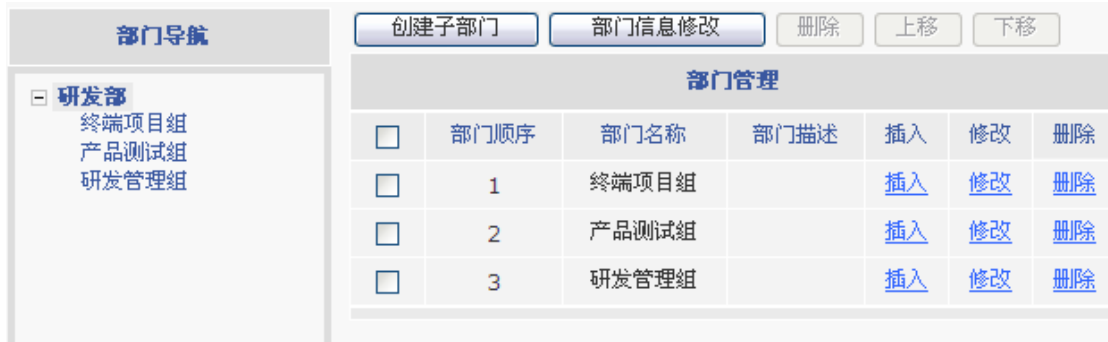 部门导航
研发部
终端项目组
产品测试组
研发管理组
创建子部门 部门信息修改 删除 上移 下移
部门管理
部门顺序 部门名称 部门描述 插入 修改 删除
1 终端项目组 插入 修改 删除
2 产品测试组 插入 修改 删除
3 研发管理组 插入 修改 删除